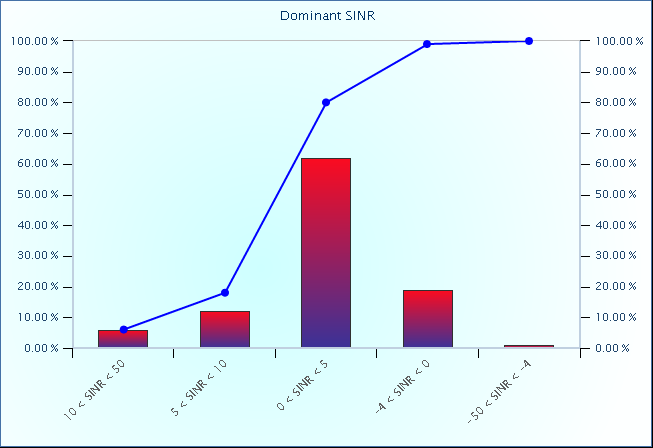 Dominant SINR
100.00 % 100.00 %
90.00 % 90.00 %
80.00 % 80.00 %
70.00 % 70.00 %
60.00 % 60.00 %
50.00 % 50.00 %
40.00 % 40.00 %
30.00 % 30.00 %
20.00 % 20.00 %
10.00 % 10.00 %
0.00 % 0.00 %
10 < SINR < 50
5 < SINR < 10
0 < SINR < 5
-4 < SINR < 0
-50 < SINR < -4